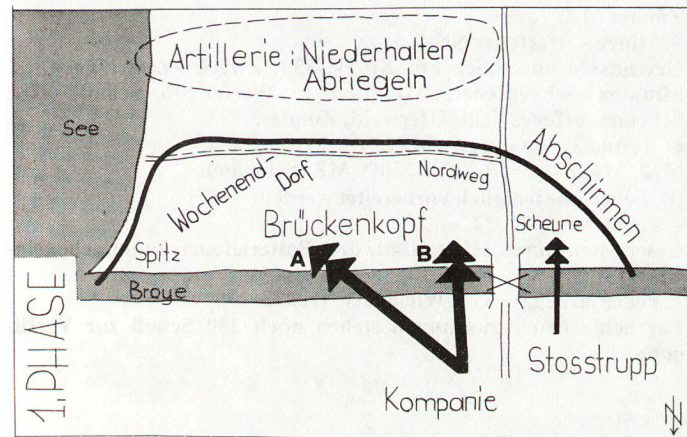 Artillerie: Niederhalten
Abriegeln
See
Abschirmen
Wochenend Dorf
Nordweg
Brückenkopf
Scheune
Spitz
A
B
Broye
1. PHASE
Stosstrupp
Kompanie
N